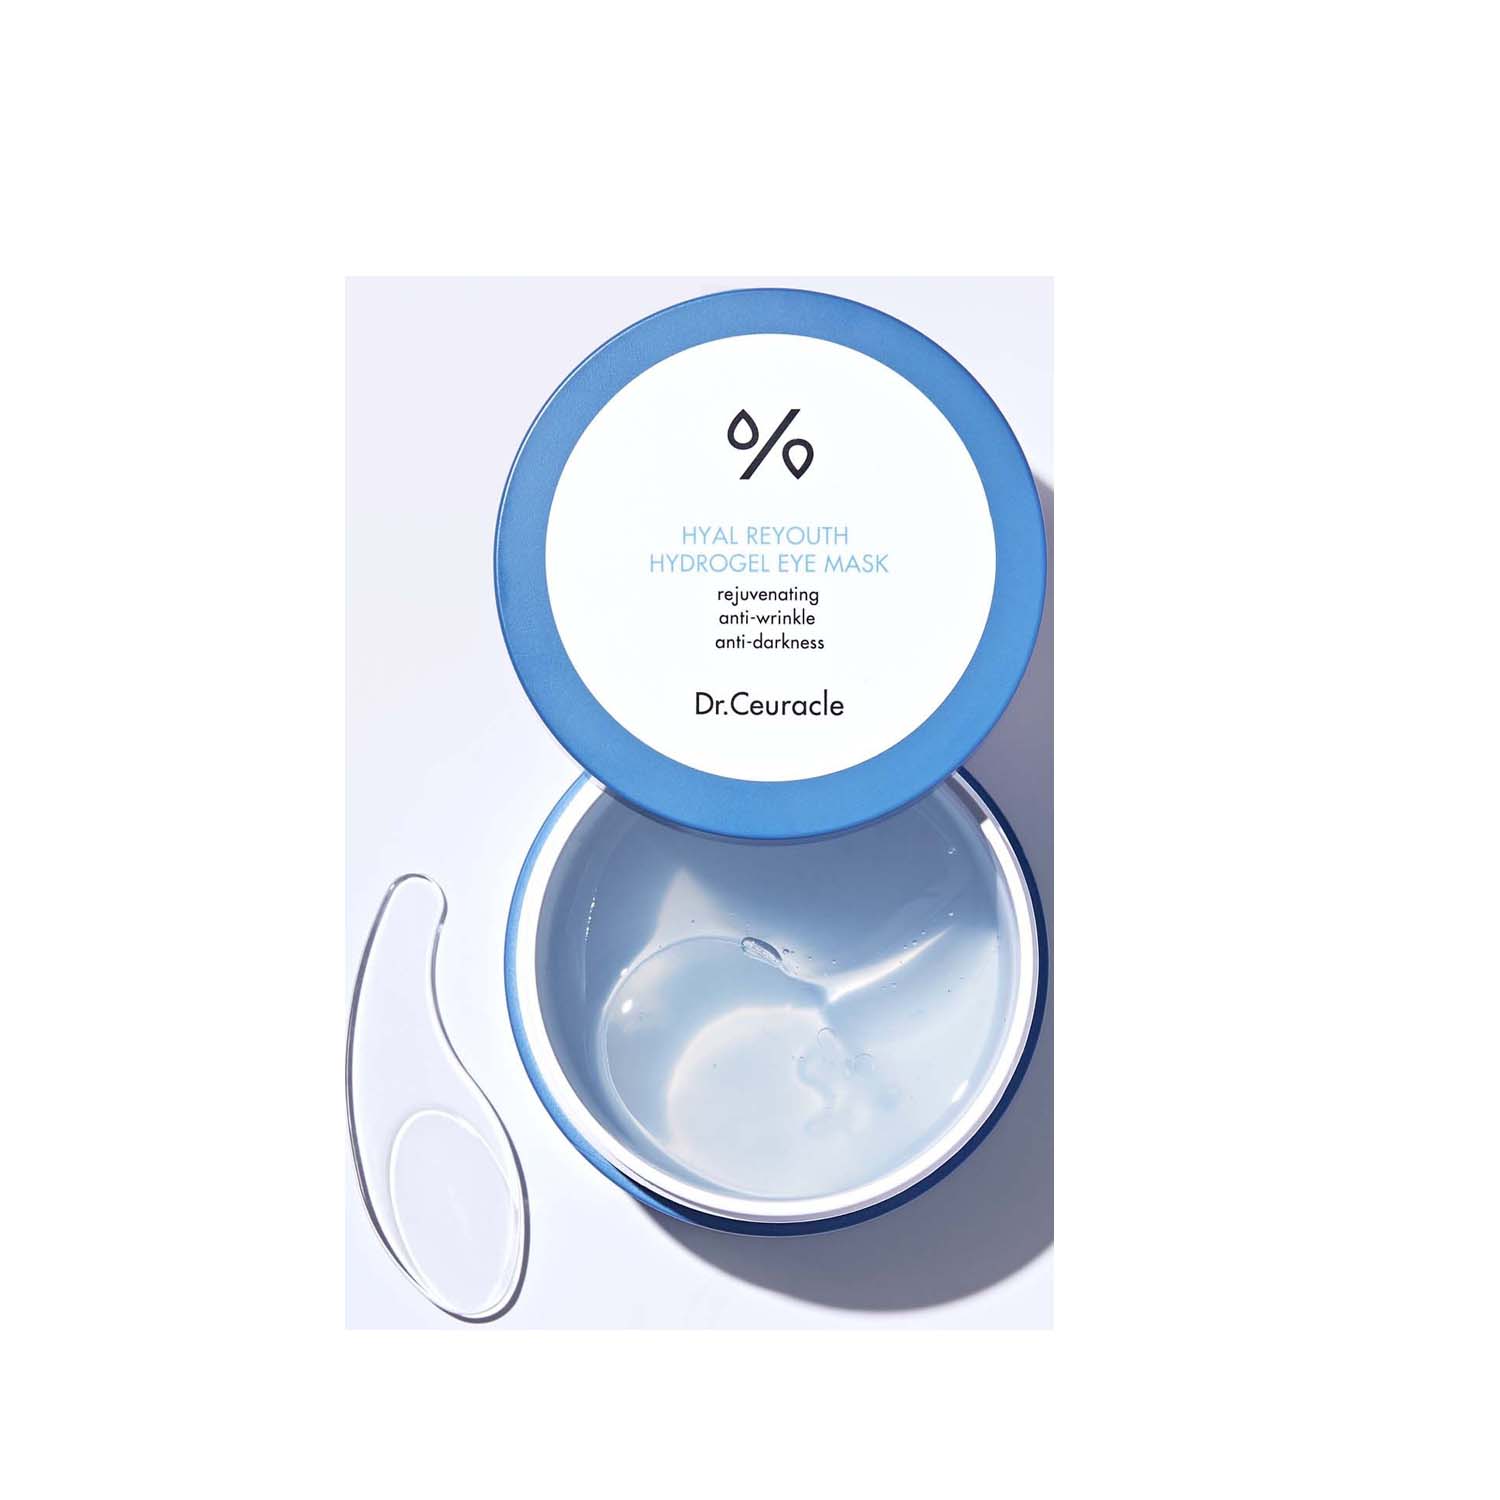 HYAL REYOUTH
HYDROGEL EYE MASK
rejuvenating
anti-wrinkle
anti-darkness
Dr.Ceuracle